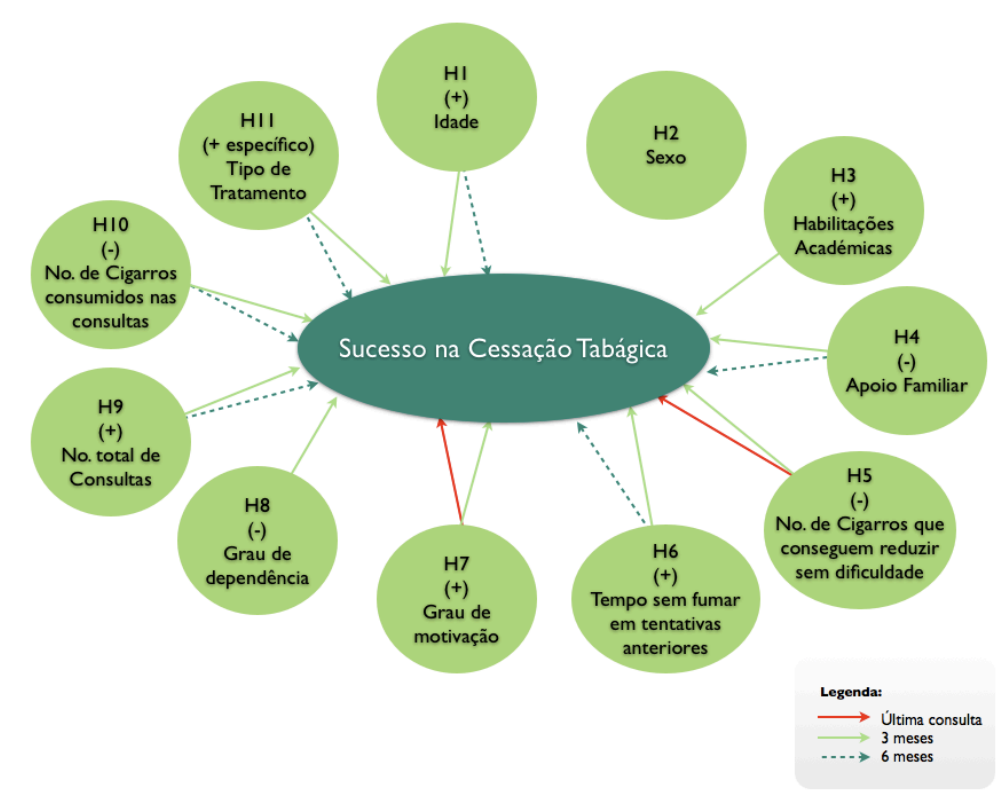 H1
(+)
Idade
H2
Sexo
H3
(+)
Habilitações
Académicas
H4
(-)
Apoio Familiar
H5
(-)
No. de Cigarros que
conseguem reduzir
sem dificuldade
H6
(+)
Tempo sem fumar
em tentativas
anteriores
H7
(+)
Grau de
motivação
H8
(-)
Grau de
dependência
H9
(+)
No. total de
Consultas
H10
(-)
No. de Cigarros
consumidos nas
consultas
H11
(+ específico)
Tipo de
Tratamento
Sucesso na Cessação Tabágica
Legenda:
Última consulta
3 meses
6 meses